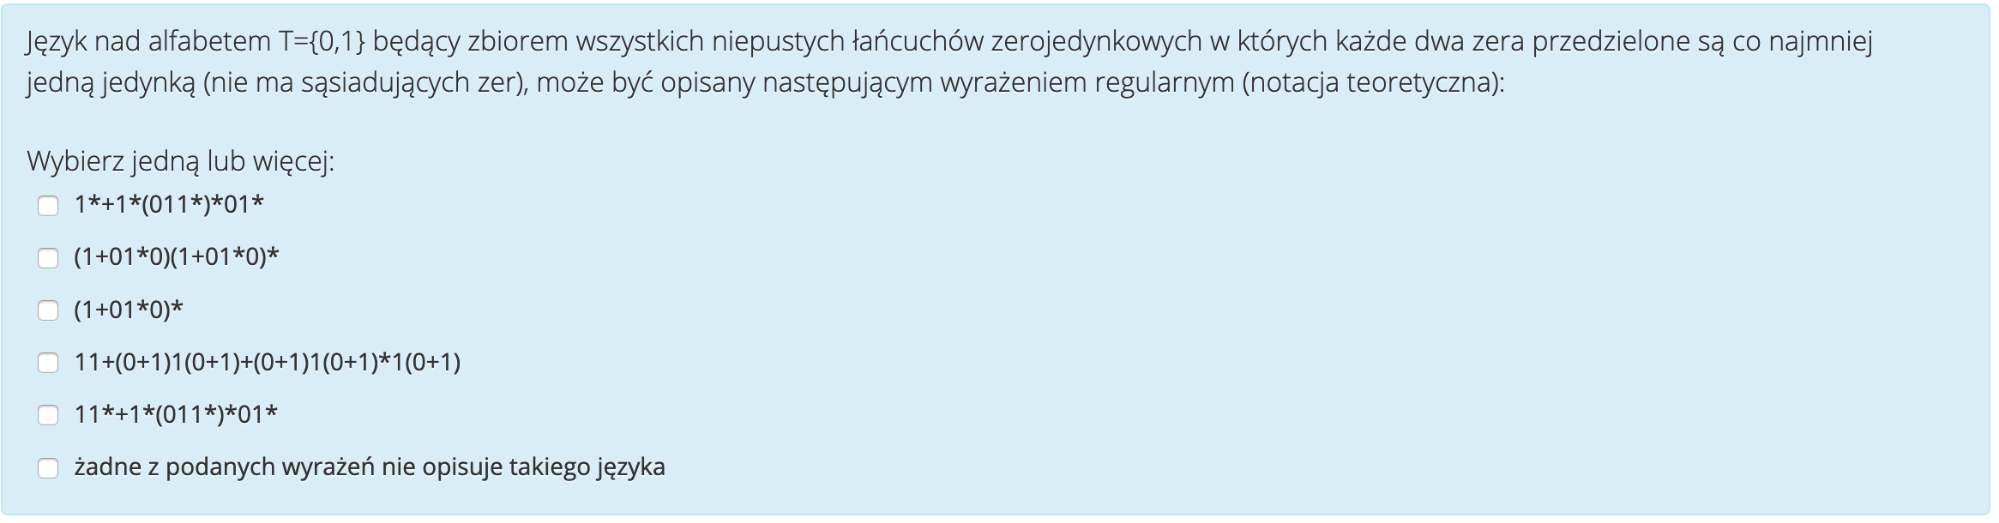 Język nad alfabetem T={0,1} będący zbiorem wszystkich niepustych łańcuchów zerojedynkowych w których każde dwa zera przedzielone są co najmniej
jedną jedynką (nie ma sąsiadujących zer), może być opisany następującym wyrażeniem regularnym (notacja teoretyczna):
Wybierz jedną lub więcej:
1*+1*(011*)*01*
(1+01*0)(1+01*0)*
(1+01*0)*
11+(0+1)1(0+1)+(0+1)1(0+1)*1(0+1)
11*+1*(011*)*01*
żadne z podanych wyrażeń nie opisuje takiego języka